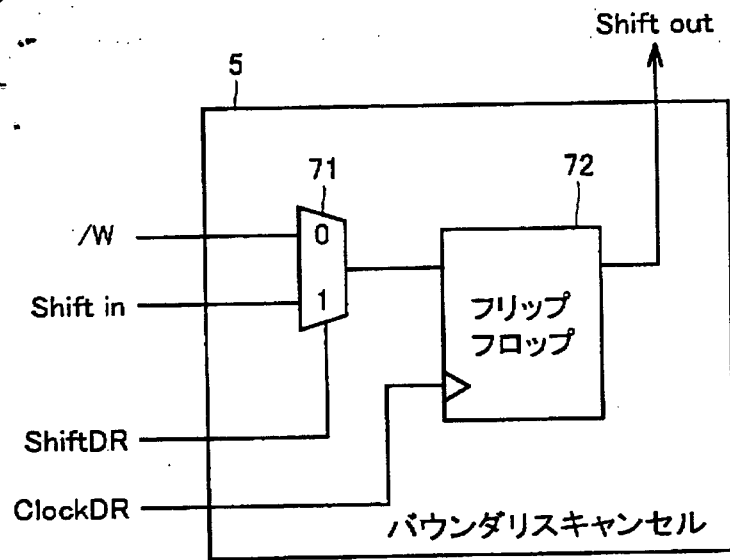 Shift out
5
71
72
/W
0
Shift in
1
フリップ
フロップ
ShiftDR
ClockDR
バウンダリスキャンセル